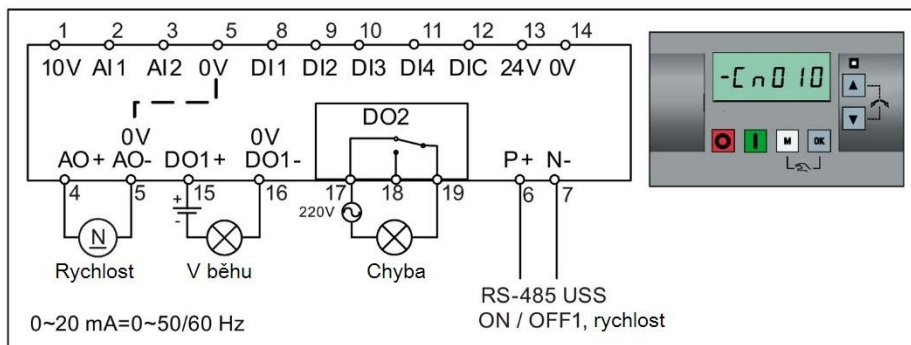 1 2 3 5 8 9 10 11 12 13 14
10V AI1 AI2 0V DI1 DI2 DI3 DI4 DIC 24V 0V
-Cn010
DO2
0V 0V
AO+ AO- DO1+ DO1- P+ N-
M OK
4 5 15 16 17 18 19 6 7
+
-
220V
N
Rychlost V běhu Chyba
RS-485 USS
ON / OFF1, rychlost
0~20 mA=0~50/60 Hz